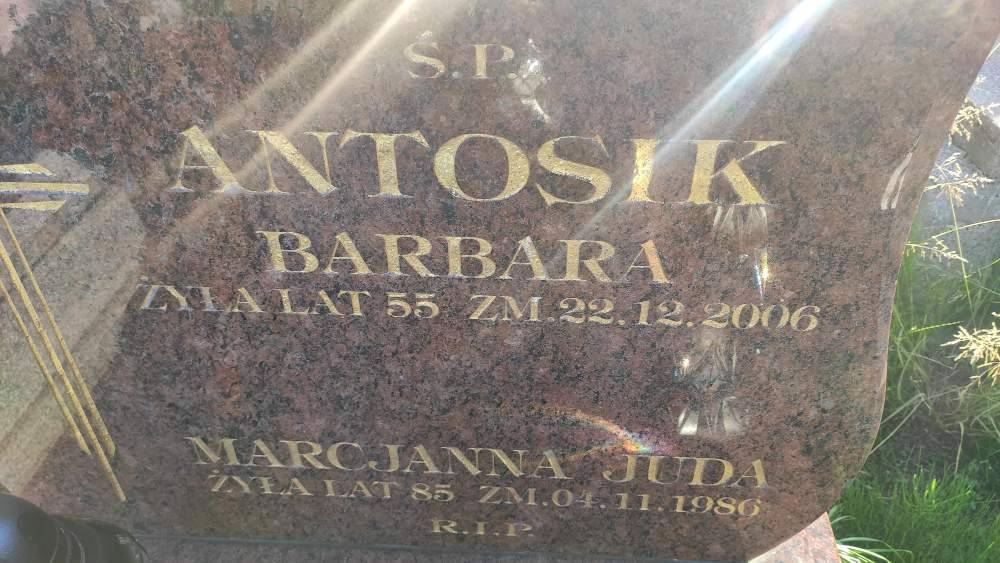 Ś.P.
ANTOSIK
BARBARA
ŻYŁA LAT 55 ZM.22.12.2006
MARCJANNA JUDA
ŻYŁA LAT 85 ZM.04.11.1986
R.I.P.